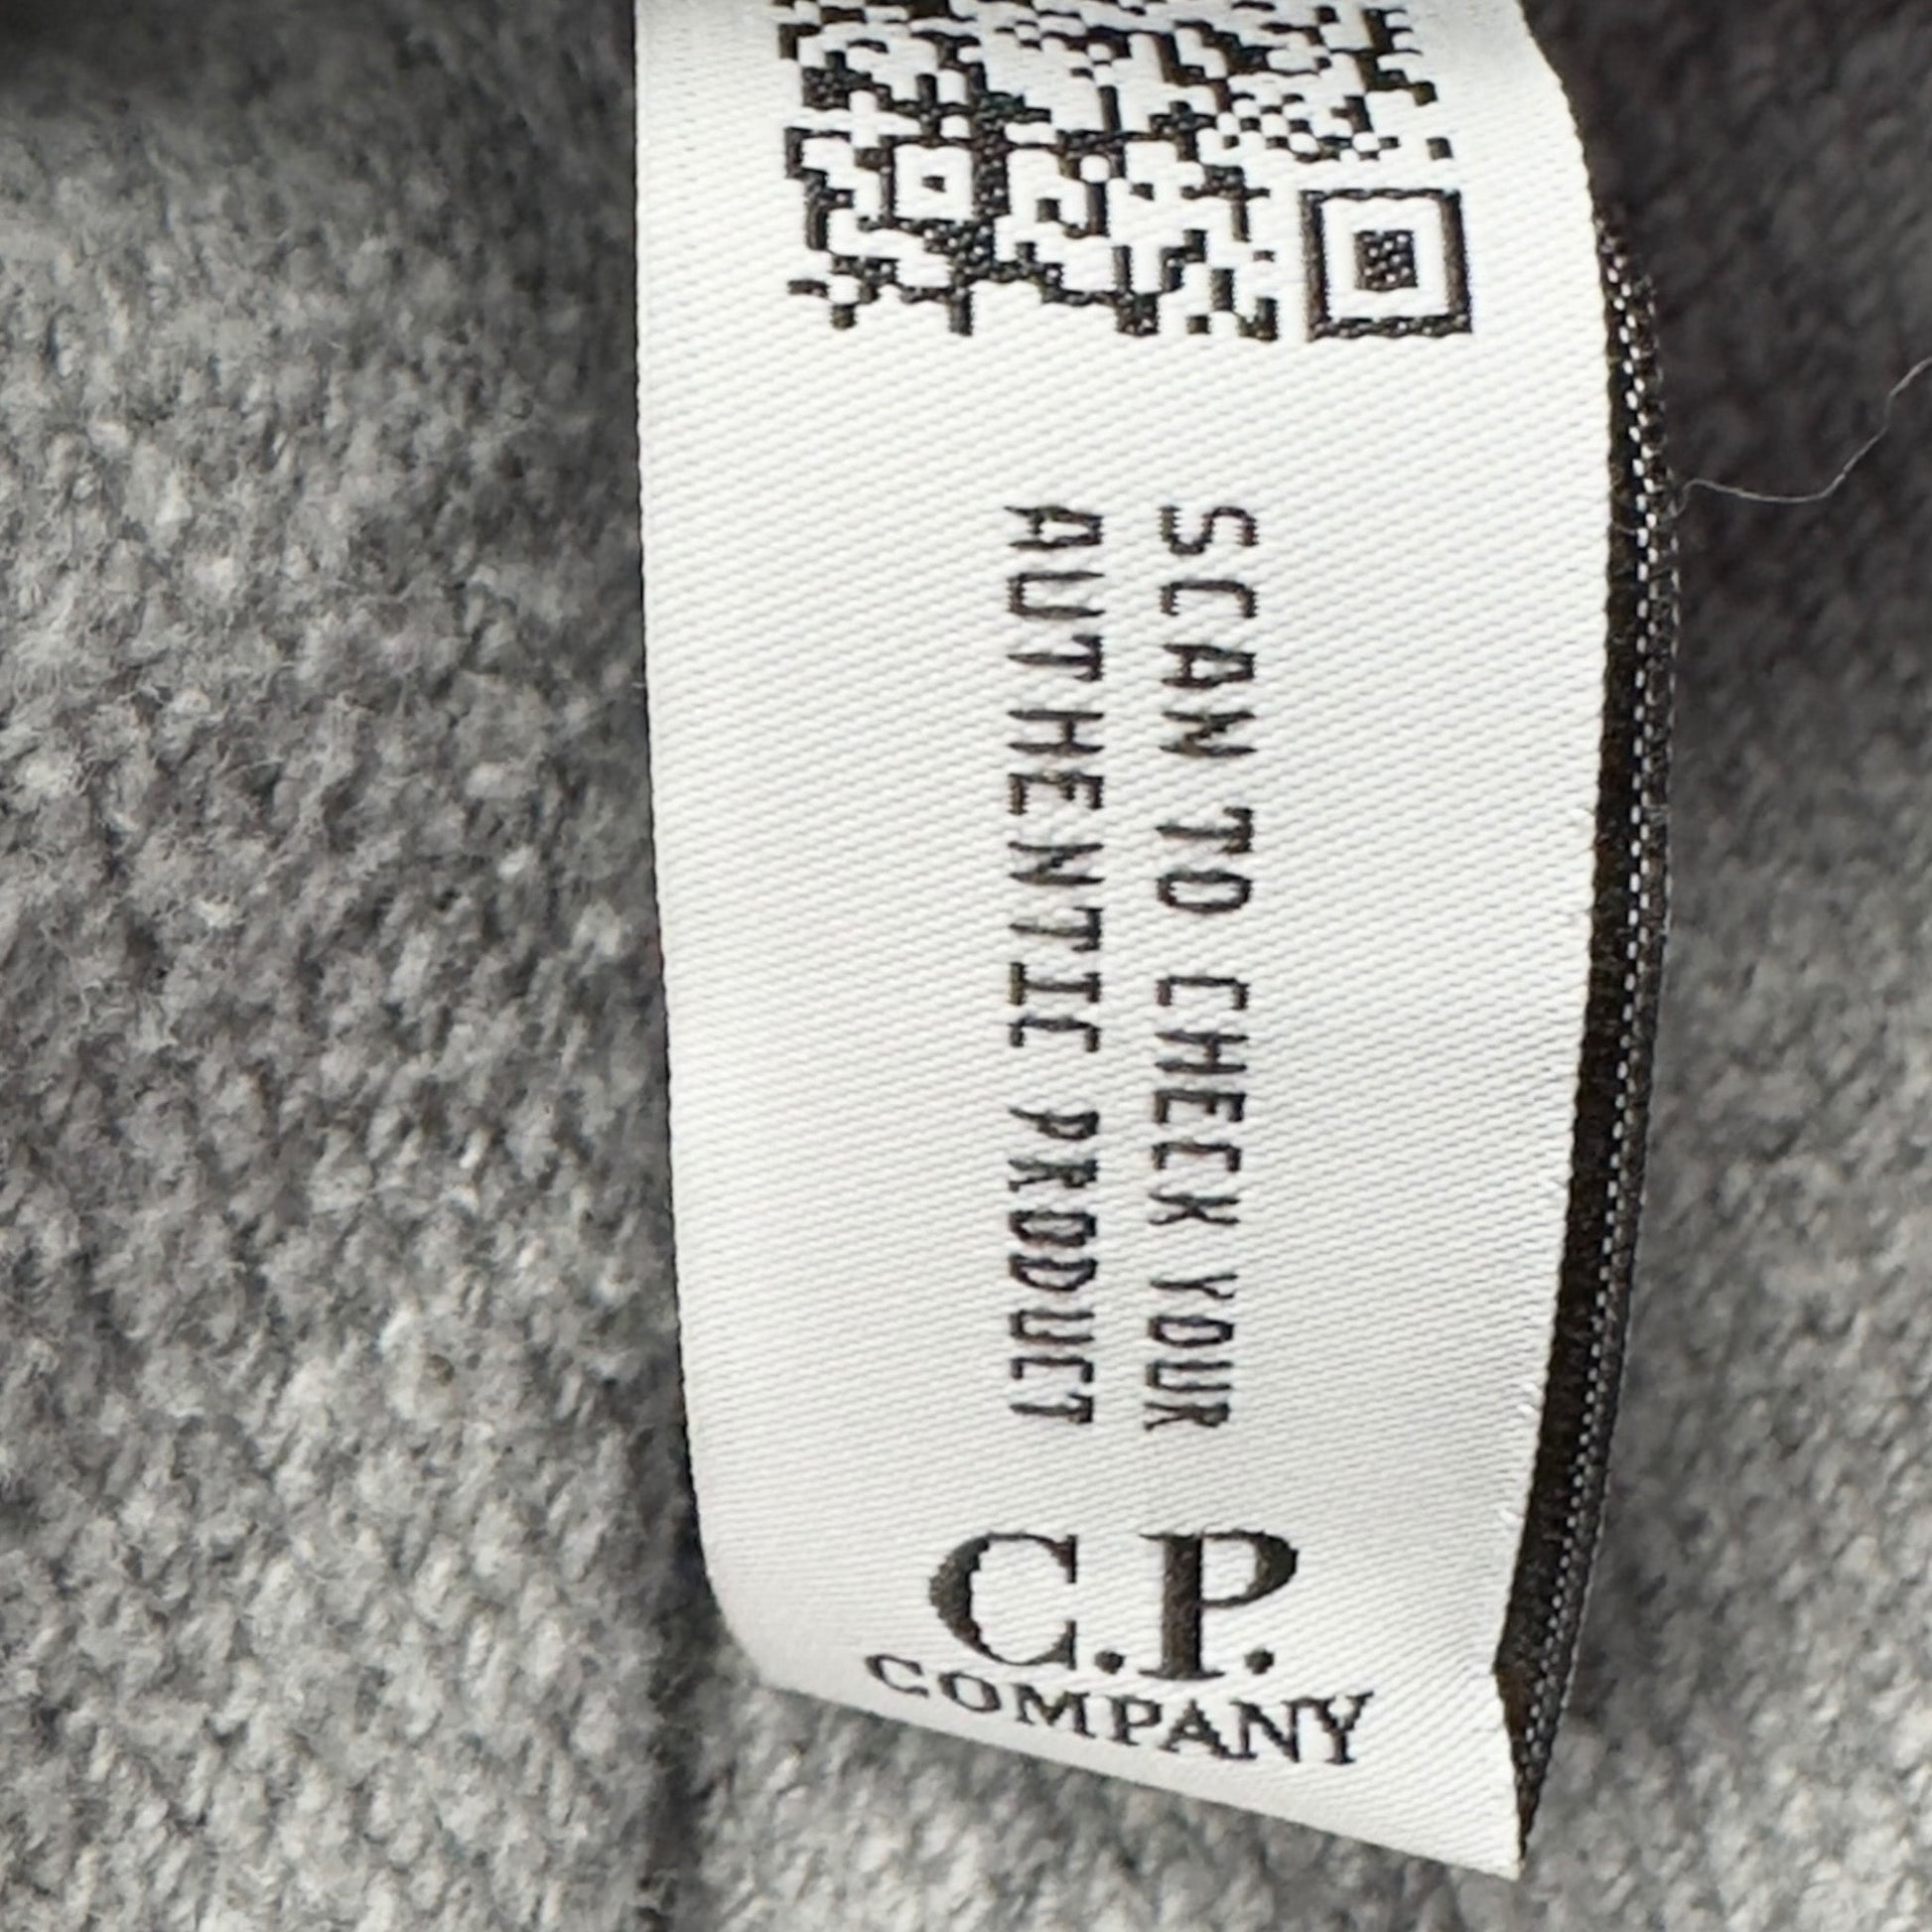 SCAN TO CHECK YOUR
AUTHENTIC PRODUCT
C.P.
COMPANY